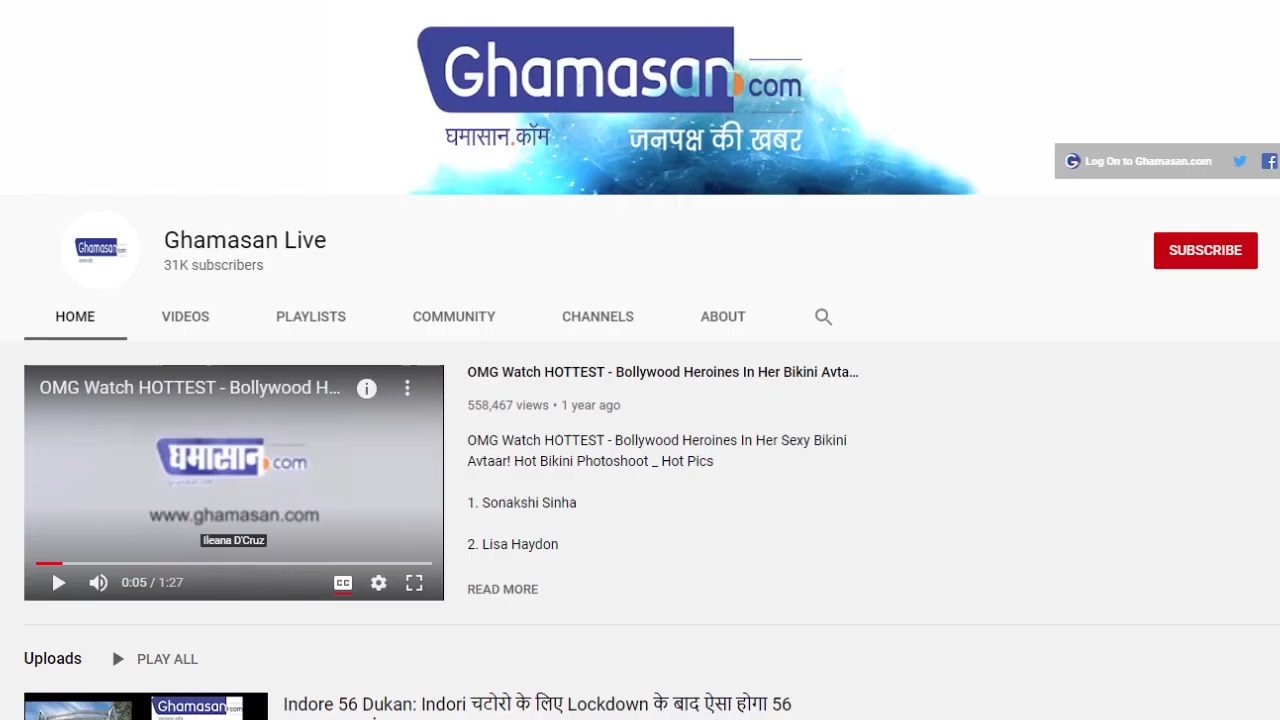 Ghamasan.com
घमासान.कॉम
जनपक्ष की खबर
Log On to Ghamasan.com
Ghamasan.com
Ghamasan Live
31K subscribers
SUBSCRIBE
HOME
VIDEOS
PLAYLISTS
COMMUNITY
CHANNELS
ABOUT
OMG Watch HOTTEST - Bollywood H...
घमासान.com
www.ghamasan.com
Ileana D'Cruz
0:05 / 1:27
CC
OMG Watch HOTTEST - Bollywood Heroines In Her Bikini Avta...
558,467 views • 1 year ago
OMG Watch HOTTEST - Bollywood Heroines In Her Sexy Bikini
Avtaar! Hot Bikini Photoshoot _ Hot Pics
1. Sonakshi Sinha
2. Lisa Haydon
READ MORE
Uploads
PLAY ALL
Ghamasan.com
Indore 56 Dukan: Indori चटोरो के लिए Lockdown के बाद ऐसा होगा 56